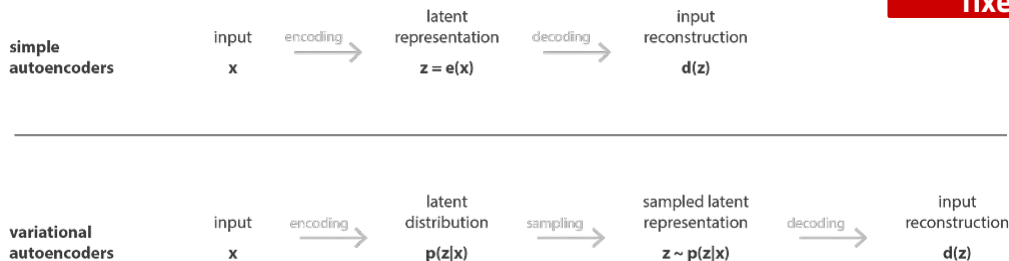 fixe
latent
input
input
encoding
representation
decoding
reconstruction
simple
autoencoders
x
z = e(x)
d(z)
latent
sampled latent
input
input
encoding
distribution
sampling
representation
decoding
reconstruction
variational
autoencoders
x
p(z|x)
z ~ p(z|x)
d(z)